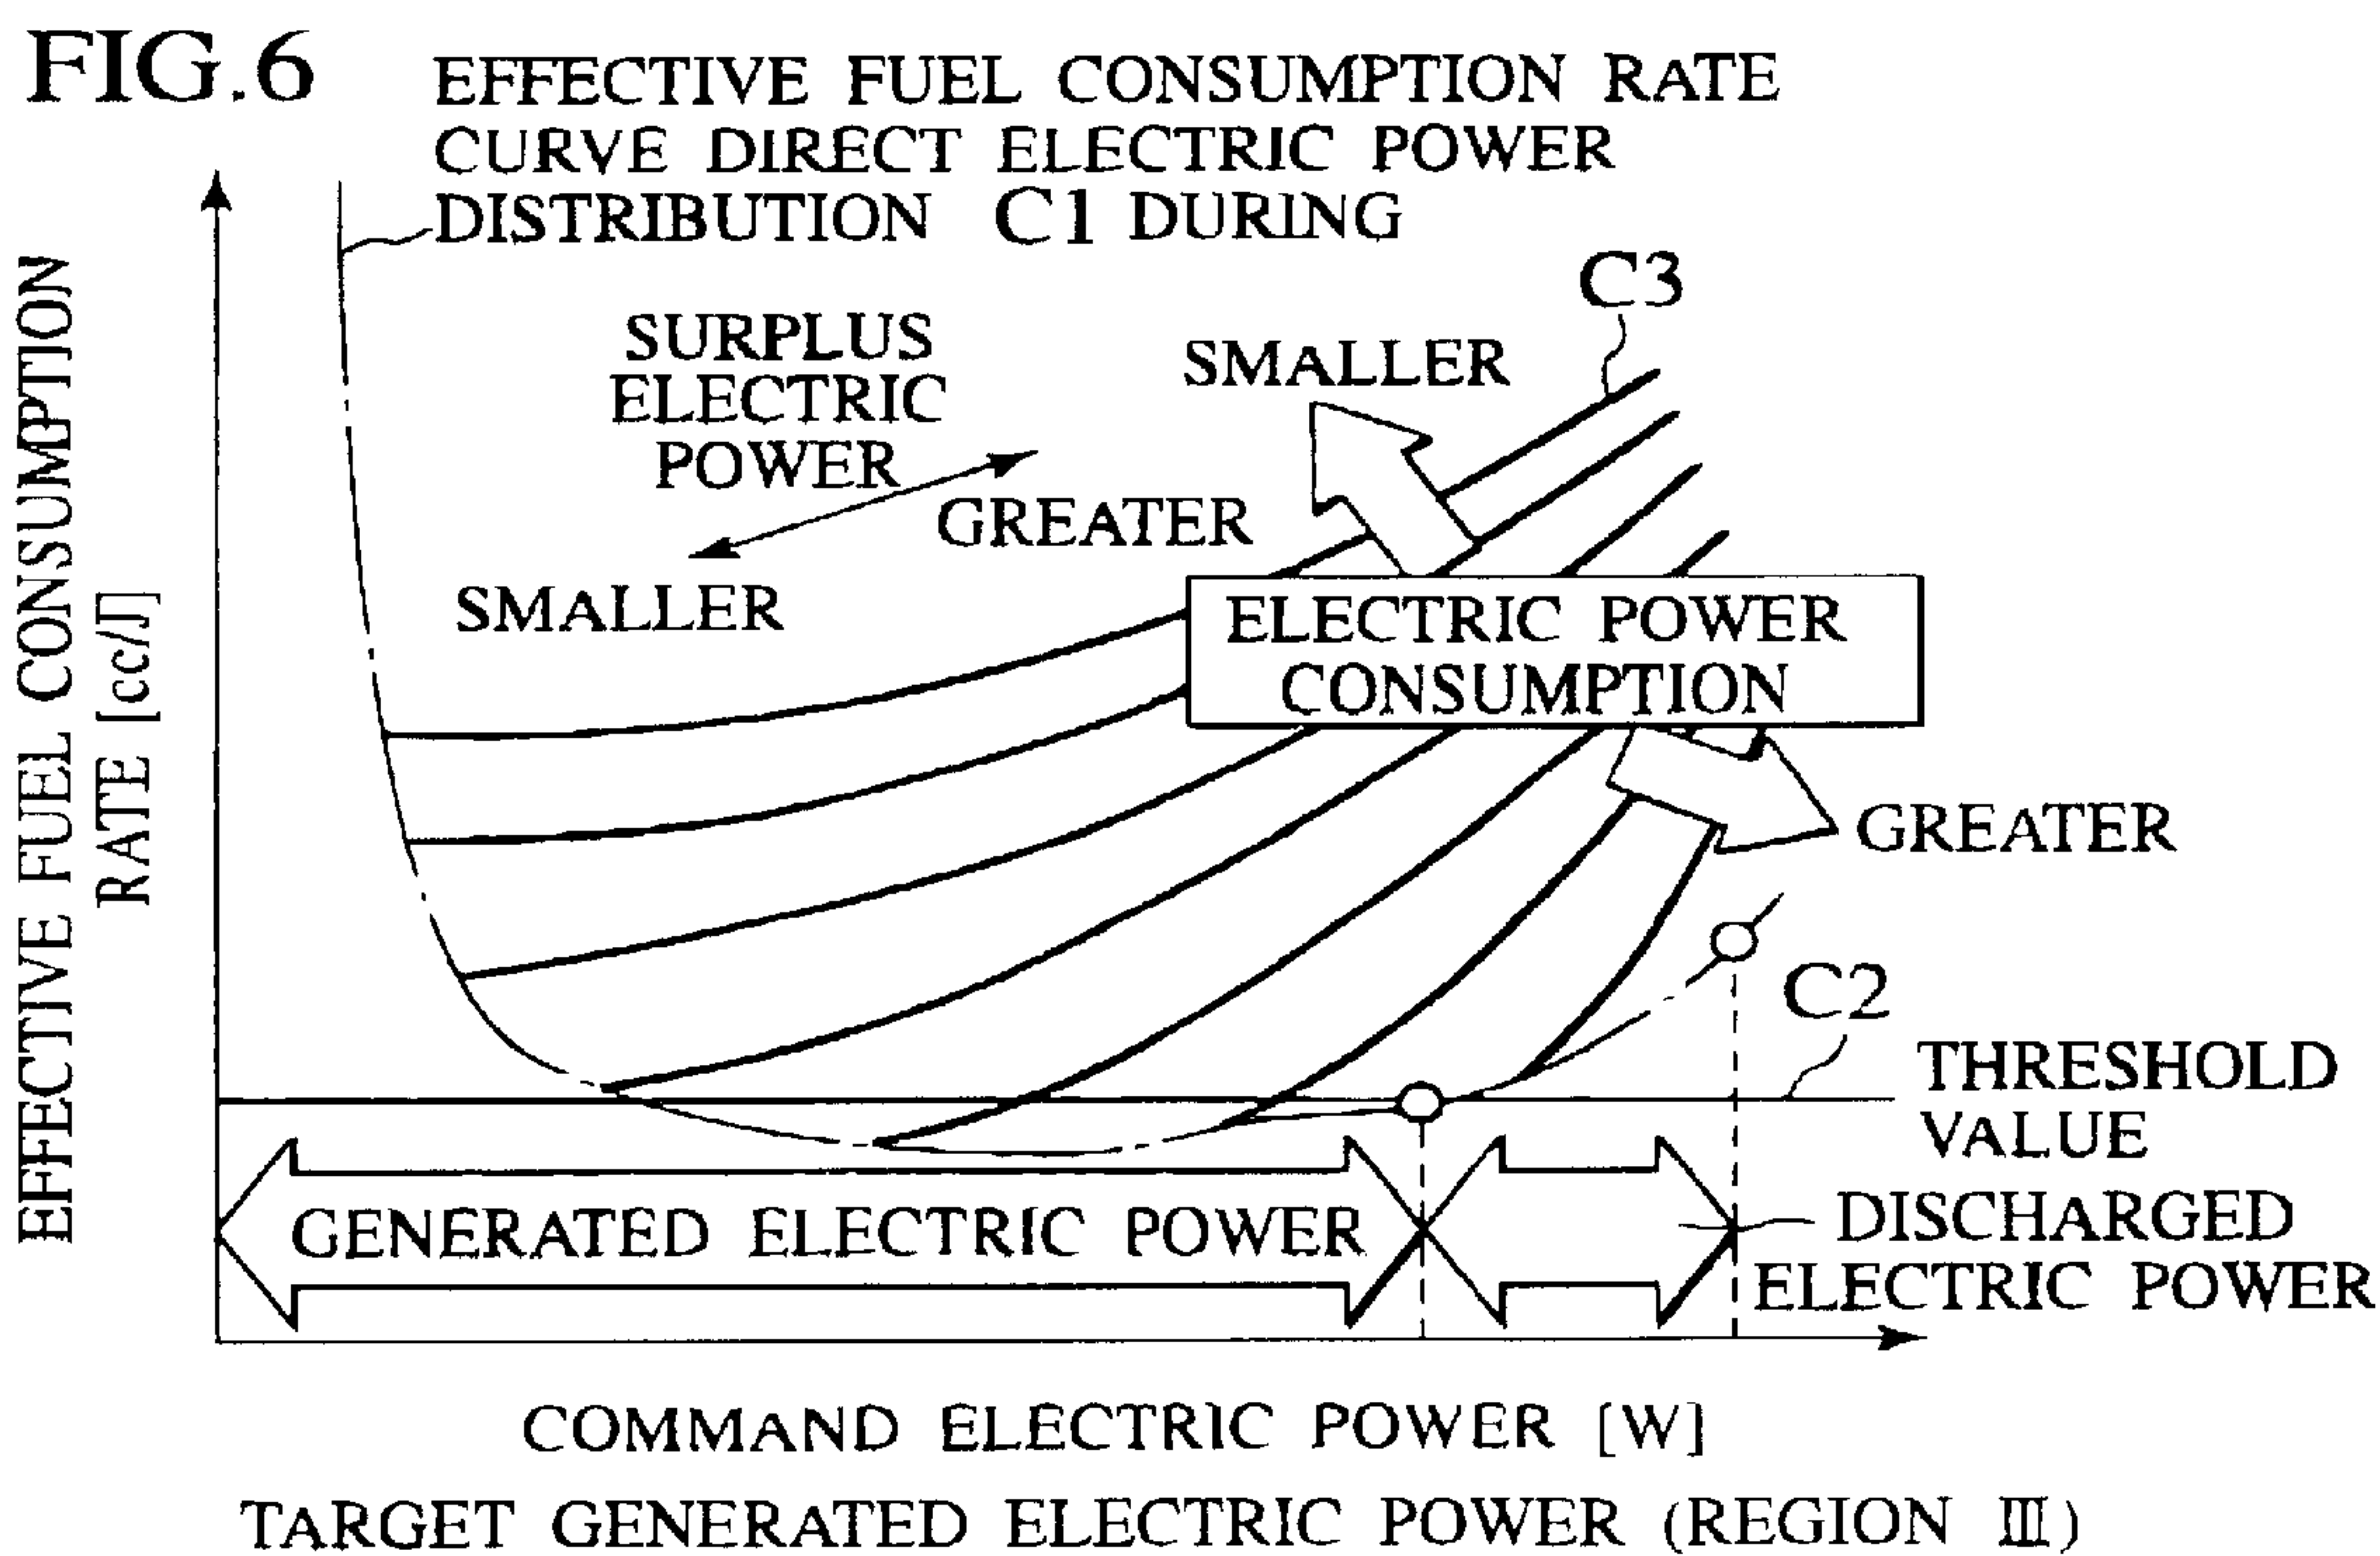 FIG.6
EFFECTIVE FUEL CONSUMPTION RATE
CURVE DIRECT ELECTRIC POWER
DISTRIBUTION C1 DURING
C3
SURPLUS
ELECTRIC
POWER
SMALLER
GREATER
SMALLER
ELECTRIC POWER
CONSUMPTION
GREATER
C2
THRESHOLD
VALUE
GENERATED ELECTRIC POWER
DISCHARGED
ELECTRIC POWER
EFFECTIVE FUEL CONSUMPTION
RATE [cc/J]
COMMAND ELECTRIC POWER [W]
TARGET GENERATED ELECTRIC POWER (REGION III)